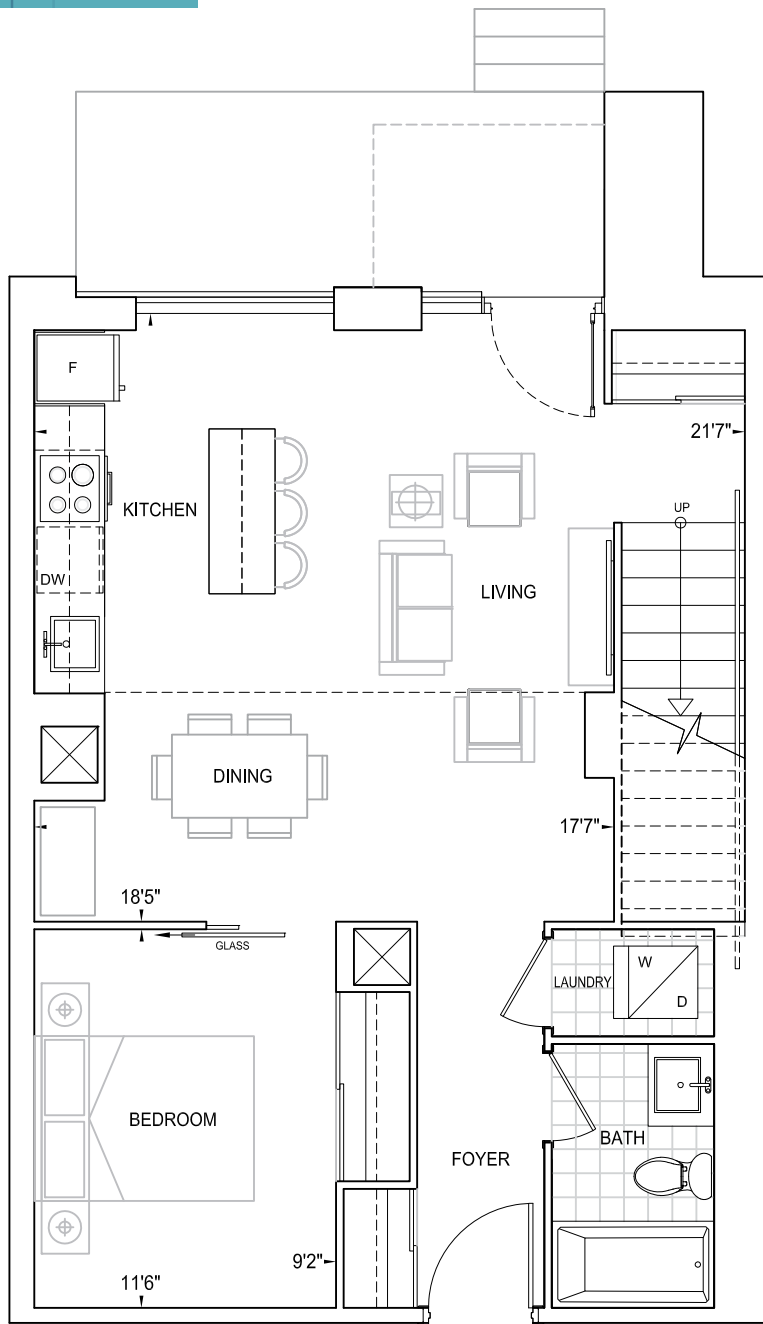 F
21'7"
UP
KITCHEN
DW
LIVING
DINING
17'7"
18'5"
GLASS
LAUNDRY
W
D
BEDROOM
BATH
FOYER
9'2"
11'6"